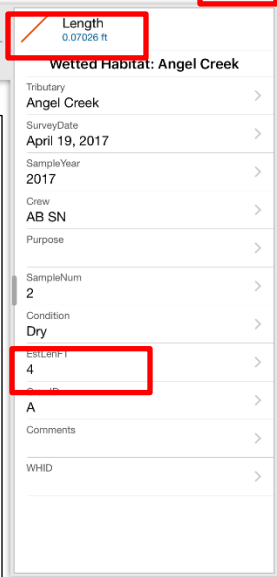 Length
0.07026 ft
Wetted Habitat: Angel Creek
Tributary
Angel Creek
SurveyDate
April 19, 2017
SampleYear
2017
Crew
AB SN
Purpose
SampleNum
2
Condition
Dry
EstLenFT
4
A
Comments
WHID